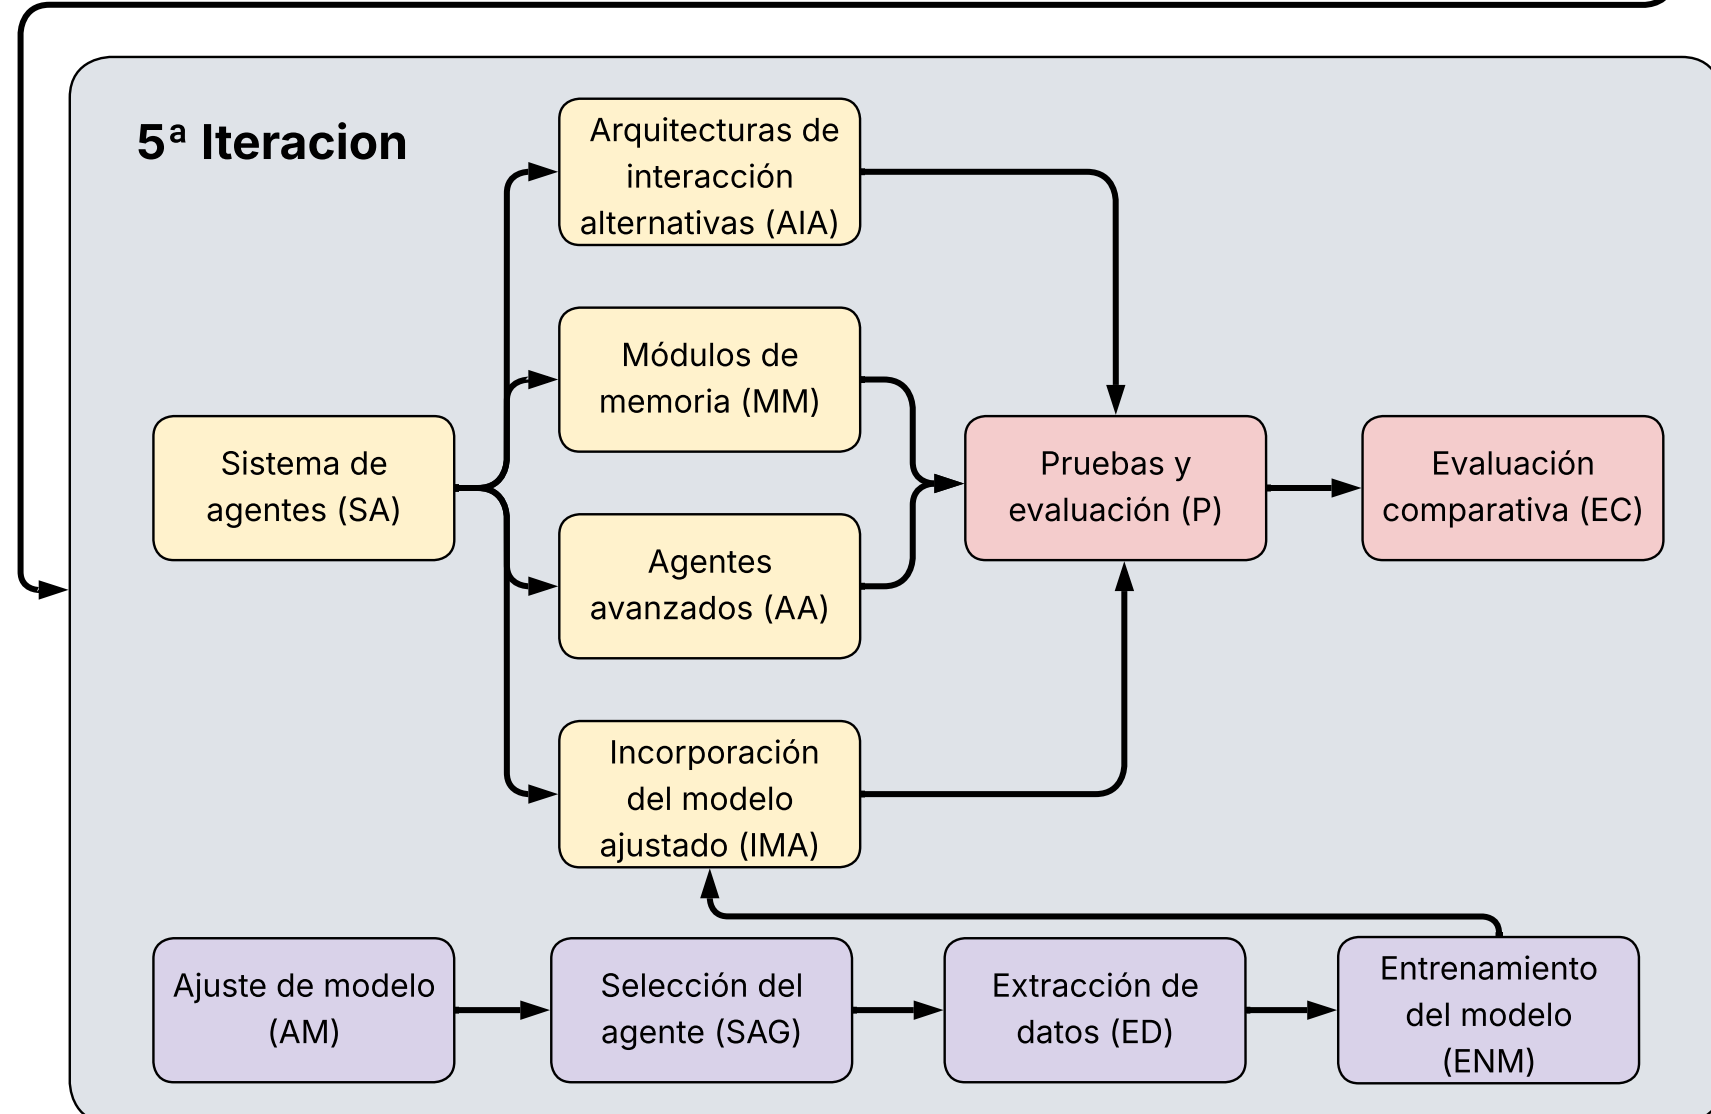 5ª Iteracion
Arquitecturas de
interacción
alternativas (AIA)
Módulos de
memoria (MM)
Sistema de
agentes (SA)
Pruebas y
evaluación (P)
Evaluación
comparativa (EC)
Agentes
avanzados (AA)
Incorporación
del modelo
ajustado (IMA)
Ajuste de modelo
(AM)
Selección del
agente (SAG)
Extracción de
datos (ED)
Entrenamiento
del modelo
(ENM)